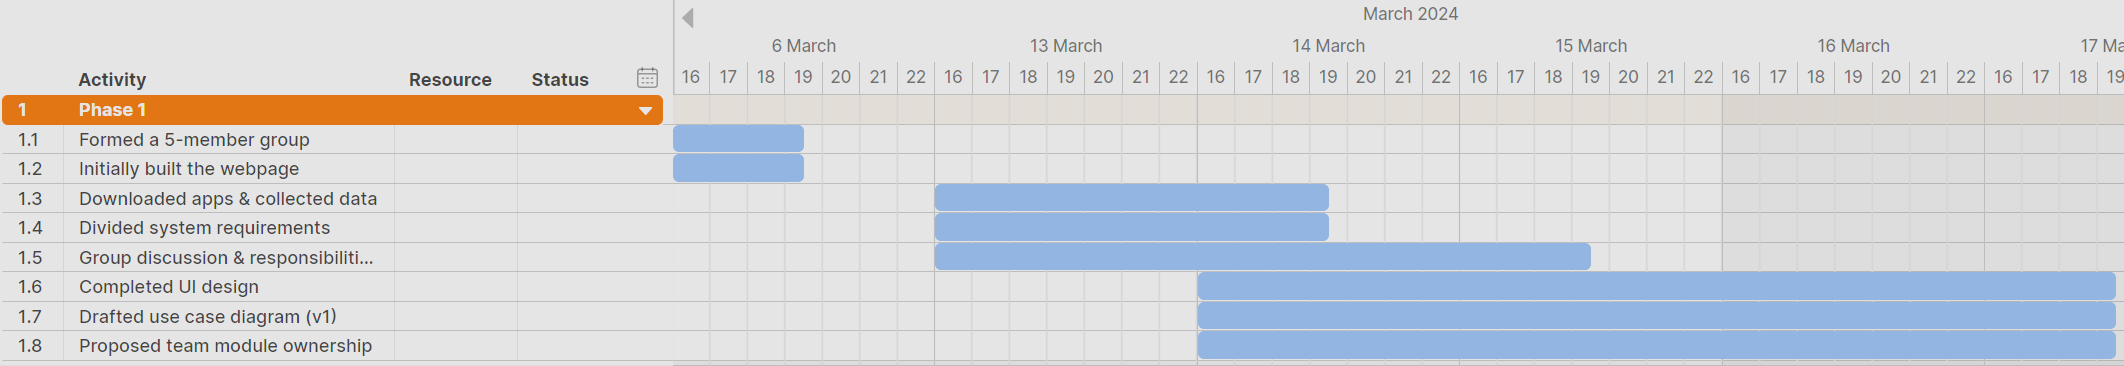 March 2024
6 March 13 March 14 March 15 March 16 March 17 Ma
Activity Resource Status 16 17 18 19 20 21 22 16 17 18 19 20 21 22 16 17 18 19 20 21 22 16 17 18 19 20 21 22 16 17 18 19 20 21 22 16 17 18 19
1 Phase 1
1.1 Formed a 5-member group
1.2 Initially built the webpage
1.3 Downloaded apps & collected data
1.4 Divided system requirements
1.5 Group discussion & responsibiliti...
1.6 Completed UI design
1.7 Drafted use case diagram (v1)
1.8 Proposed team module ownership